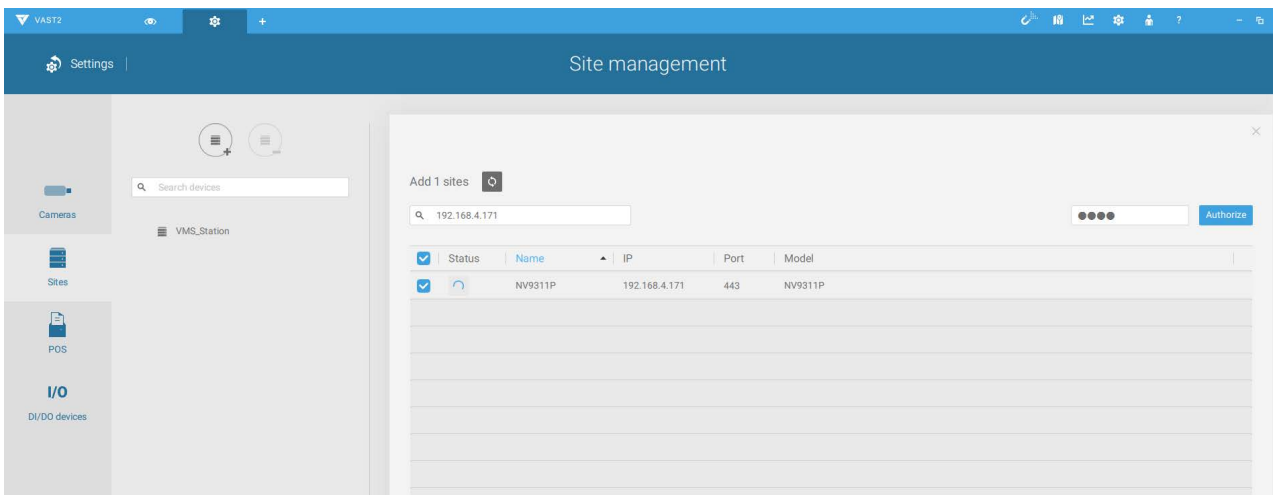 VAST2
+
?
Settings
Site management
Search devices
VMS_Station
Cameras
Sites
POS
I/O
DI/DO devices
Add 1 sites
192.168.4.171
Authorize
Status Name IP Port Model
NV9311P 192.168.4.171 443 NV9311P